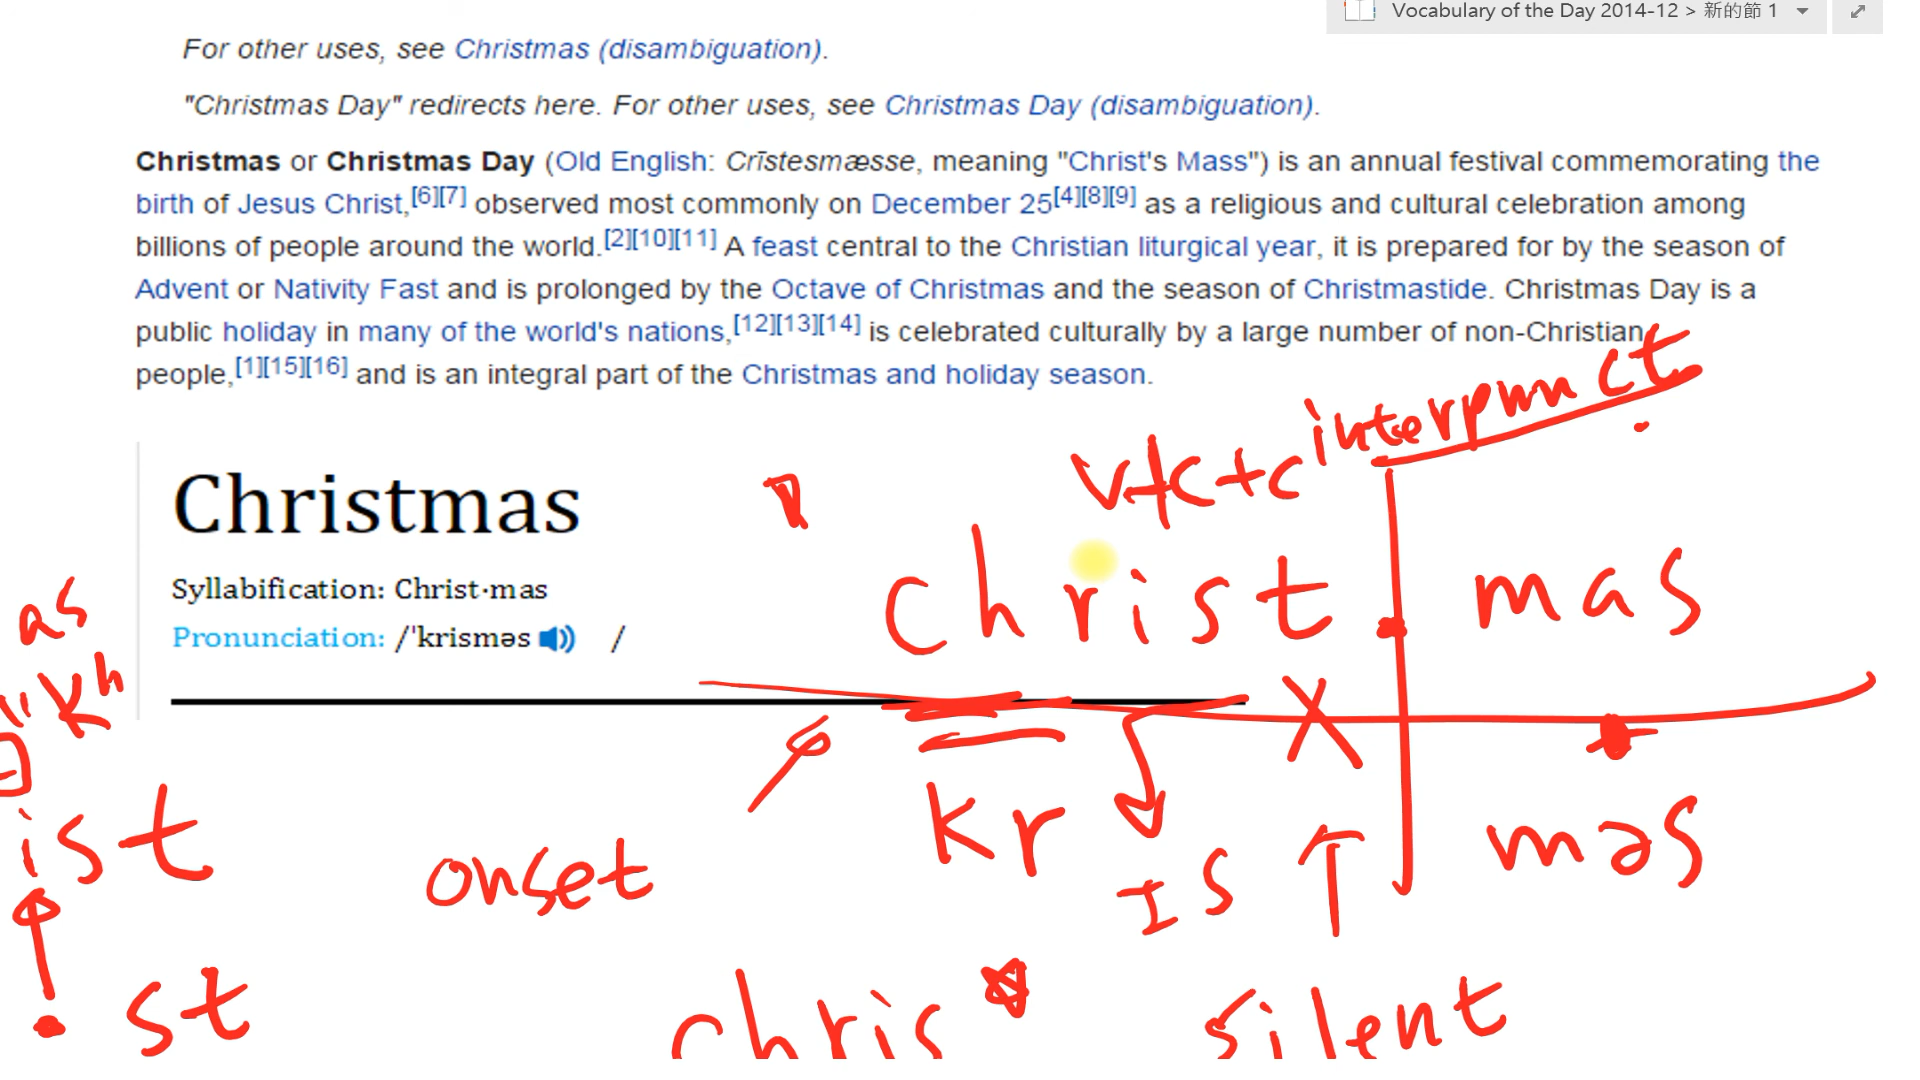 Vocabulary of the Day 2014-12 > 新的節 1
For other uses, see Christmas (disambiguation).
"Christmas Day" redirects here. For other uses, see Christmas Day (disambiguation).
Christmas or Christmas Day (Old English: Crīstesmæsse, meaning "Christ's Mass") is an annual festival commemorating the
birth of Jesus Christ,[6][7] observed most commonly on December 25[4][8][9] as a religious and cultural celebration among
billions of people around the world.[2][10][11] A feast central to the Christian liturgical year, it is prepared for by the season of
Advent or Nativity Fast and is prolonged by the Octave of Christmas and the season of Christmastide. Christmas Day is a
public holiday in many of the world's nations,[12][13][14] is celebrated culturally by a large number of non-Christian
people,[1][15][16] and is an integral part of the Christmas and holiday season.
interpunct
v+c+c
Christmas
Christ·mas
Syllabification: Christ·mas
as
Pronunciation: /ˈkrisməs /
"Kh
X
Kr
ɪs
məs
ist
onset
st
chris
silent